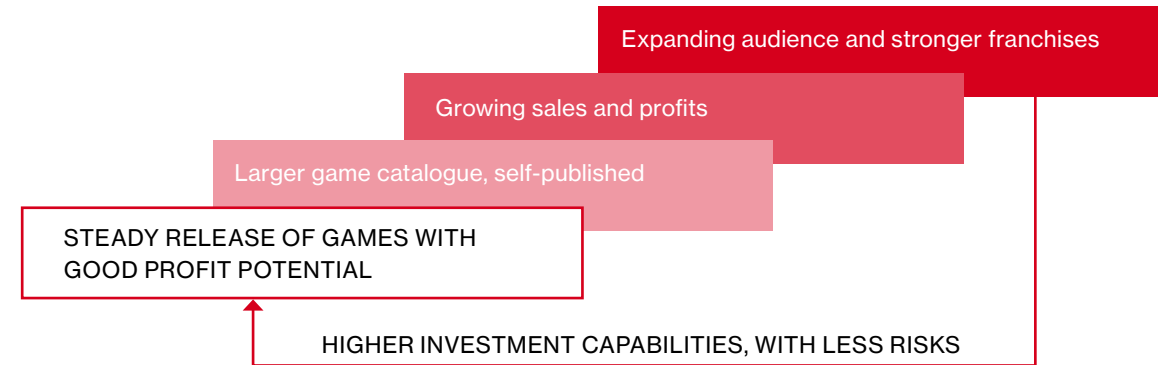 Expanding audience and stronger franchises
Growing sales and profits
Larger game catalogue, self-published
STEADY RELEASE OF GAMES WITH
GOOD PROFIT POTENTIAL
HIGHER INVESTMENT CAPABILITIES, WITH LESS RISKS